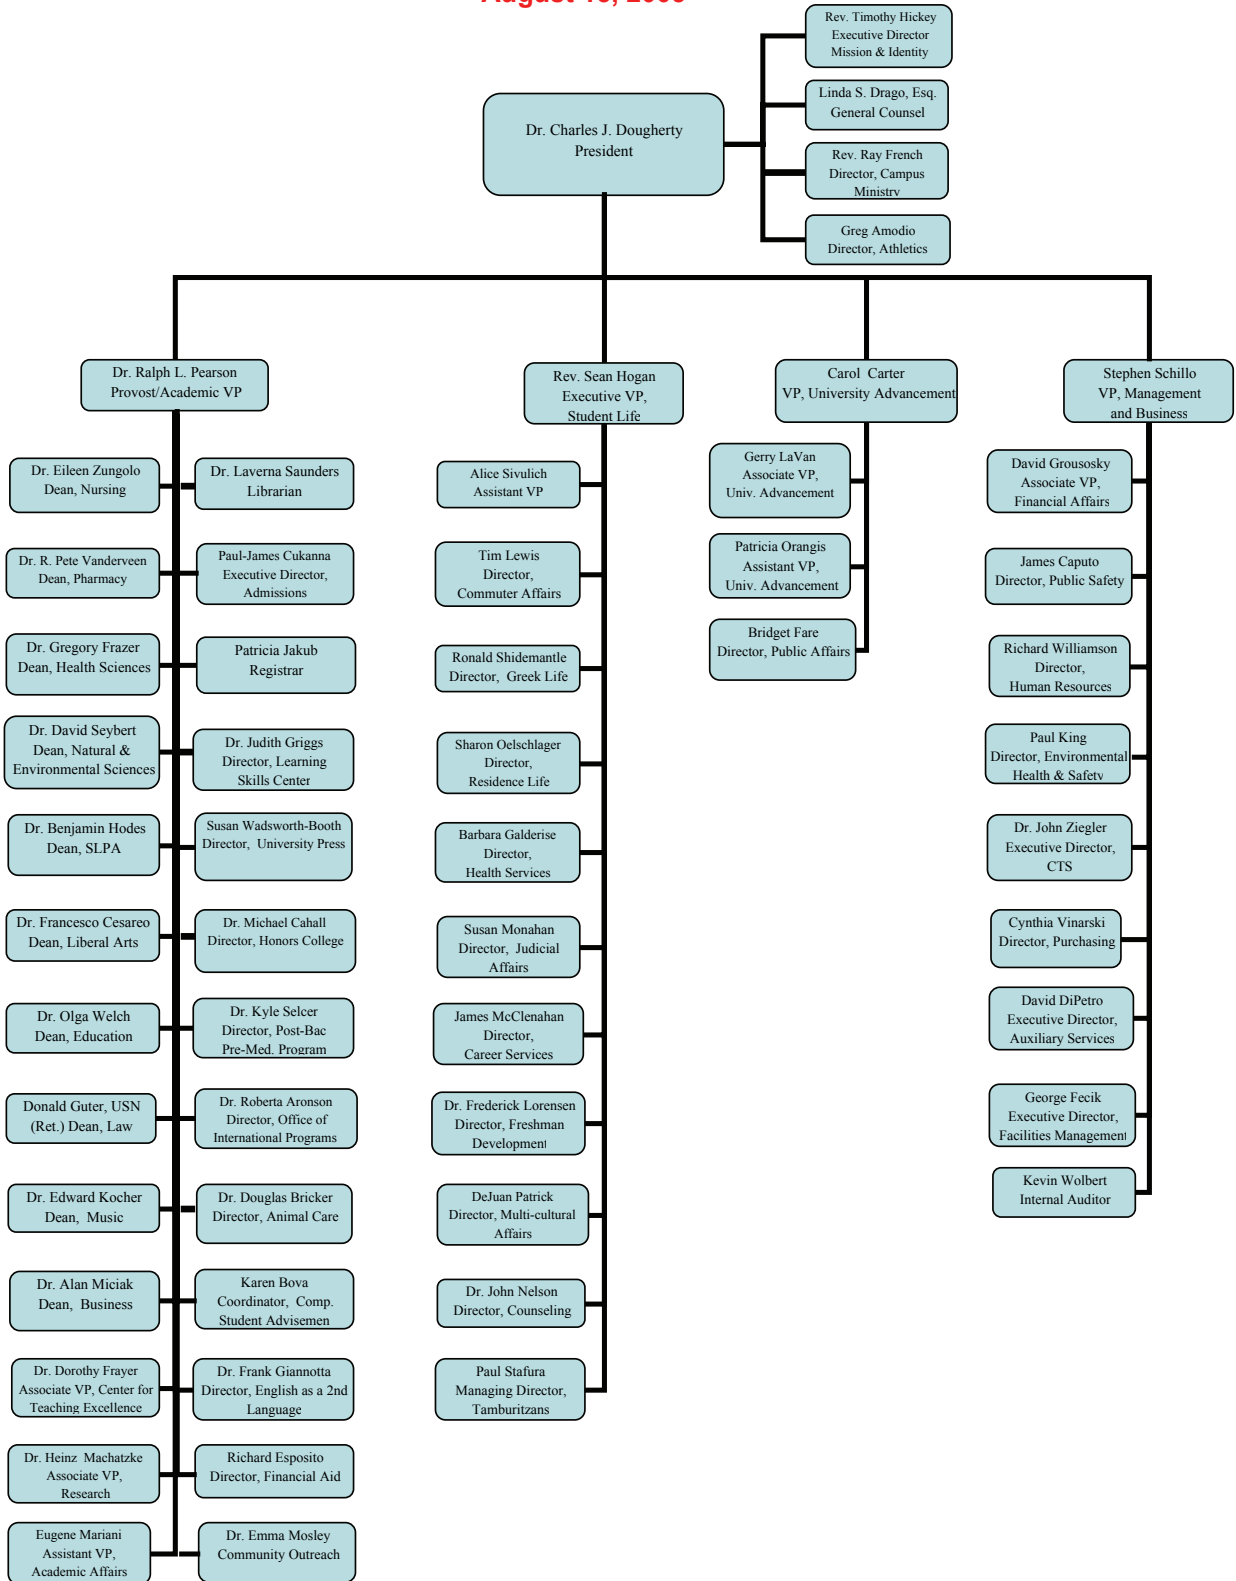 Rev. Timothy Hickey
Executive Director
Mission & Identity
Linda S. Drago, Esq.
General Counsel
Dr. Charles J. Dougherty
President
Rev. Ray French
Director, Campus
Ministry
Greg Amodio
Director, Athletics
Dr. Ralph L. Pearson
Provost/Academic VP
Rev. Sean Hogan
Executive VP,
Student Life
Carol Carter
VP, University Advancement
Stephen Schillo
VP, Management
and Business
Dr. Eileen Zungolo
Dean, Nursing
Dr. Laverna Saunders
Librarian
Dr. R. Pete Vanderveen
Dean, Pharmacy
Paul-James Cukanna
Executive Director,
Admissions
Dr. Gregory Frazer
Dean, Health Sciences
Patricia Jakub
Registrar
Dr. David Seybert
Dean, Natural &
Environmental Sciences
Dr. Judith Griggs
Director, Learning
Skills Center
Dr. Benjamin Hodes
Dean, SLPA
Susan Wadsworth-Booth
Director, University Press
Dr. Francesco Cesareo
Dean, Liberal Arts
Dr. Michael Cahall
Director, Honors College
Dr. Olga Welch
Dean, Education
Dr. Kyle Selcer
Director, Post-Bac
Pre-Med. Program
Donald Guter, USN
(Ret.) Dean, Law
Dr. Roberta Aronson
Director, Office of
International Programs
Dr. Edward Kocher
Dean, Music
Dr. Douglas Bricker
Director, Animal Care
Dr. Alan Miciak
Dean, Business
Karen Bova
Coordinator, Comp.
Student Advisemen
Dr. Dorothy Frayer
Associate VP, Center for
Teaching Excellence
Dr. Frank Giannotta
Director, English as a 2nd
Language
Dr. Heinz Machatzke
Associate VP,
Research
Richard Esposito
Director, Financial Aid
Eugene Mariani
Assistant VP,
Academic Affairs
Dr. Emma Mosley
Community Outreach
Alice Sivulich
Assistant VP
Tim Lewis
Director,
Commuter Affairs
Ronald Shidemantle
Director, Greek Life
Sharon Oelschlager
Director,
Residence Life
Barbara Galderise
Director,
Health Services
Susan Monahan
Director, Judicial
Affairs
James McClenahan
Director,
Career Services
Dr. Frederick Lorensen
Director, Freshman
Development
DeJuan Patrick
Director, Multi-cultural
Affairs
Dr. John Nelson
Director, Counseling
Paul Stafura
Managing Director,
Tamburitzans
Gerry LaVan
Associate VP,
Univ. Advancement
Patricia Orangis
Assistant VP,
Univ. Advancement
Bridget Fare
Director, Public Affairs
David Grousosky
Associate VP,
Financial Affairs
James Caputo
Director, Public Safety
Richard Williamson
Director,
Human Resources
Paul King
Director, Environmental
Health & Safety
Dr. John Ziegler
Executive Director,
CTS
Cynthia Vinarski
Director, Purchasing
David DiPetro
Executive Director,
Auxiliary Services
George Fecik
Executive Director,
Facilities Management
Kevin Wolbert
Internal Auditor